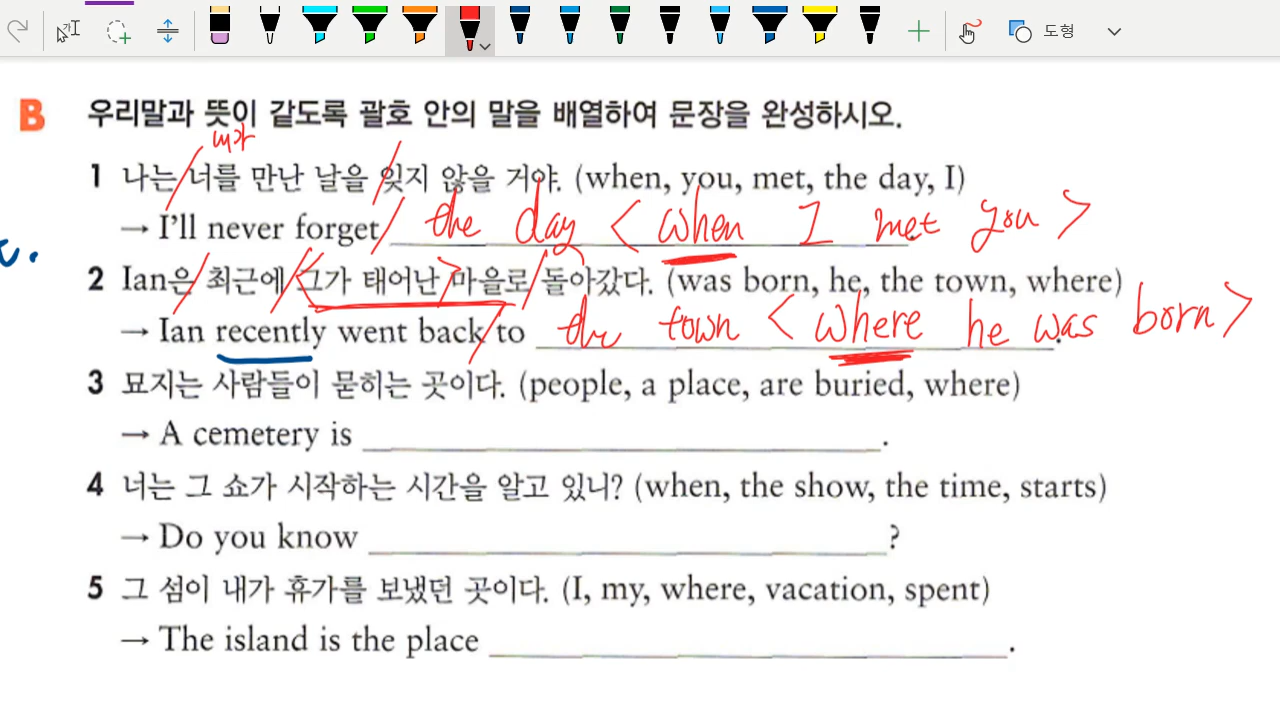 도형
B 우리말과 뜻이 같도록 괄호 안의 말을 배열하여 문장을 완성하시오.
내가
1 나는 너를 만난 날을 잊지 않을 거야. (when, you, met, the day, I)
→ I'll never forget the day < when I met you > .
2 Ian은 최근에 그가 태어난 마을로 돌아갔다. (was born, he, the town, where)
→ Ian recently went back to the town < where he was born > .
3 묘지는 사람들이 묻히는 곳이다. (people, a place, are buried, where)
→ A cemetery is .
4 너는 그 쇼가 시작하는 시간을 알고 있니? (when, the show, the time, starts)
→ Do you know ?
5 그 섬이 내가 휴가를 보냈던 곳이다. (I, my, where, vacation, spent)
→ The island is the place .